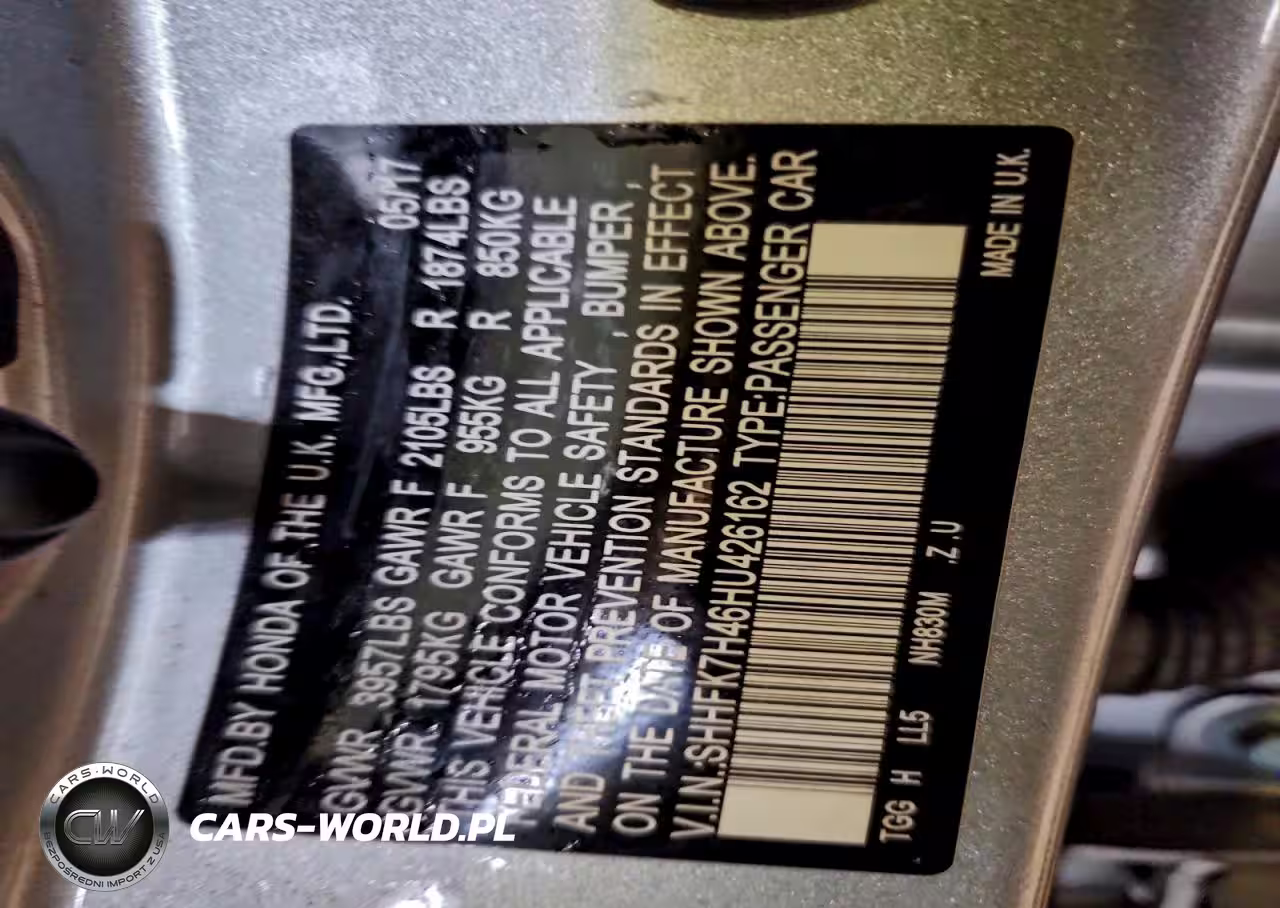 MFD.BY HONDA OF THE U.K. MFG.,LTD. 05/17
GVWR 3957LBS GAWR F 2105LBS R 1874LBS
GVWR 1795KG GAWR F 955KG R 850KG
THIS VEHICLE CONFORMS TO ALL APPLICABLE
FEDERAL MOTOR VEHICLE SAFETY , BUMPER ,
AND THEFT PREVENTION STANDARDS IN EFFECT
ON THE DATE OF MANUFACTURE SHOWN ABOVE.
V.I.N.:SHHFK7H46HU426162 TYPE:PASSENGER CAR
TGG H LL5 NH830M .Z.U
MADE IN U.K.
CARS-WORLD
CW
BEZPOŚREDNI IMPORT Z USA
CARS-WORLD.PL